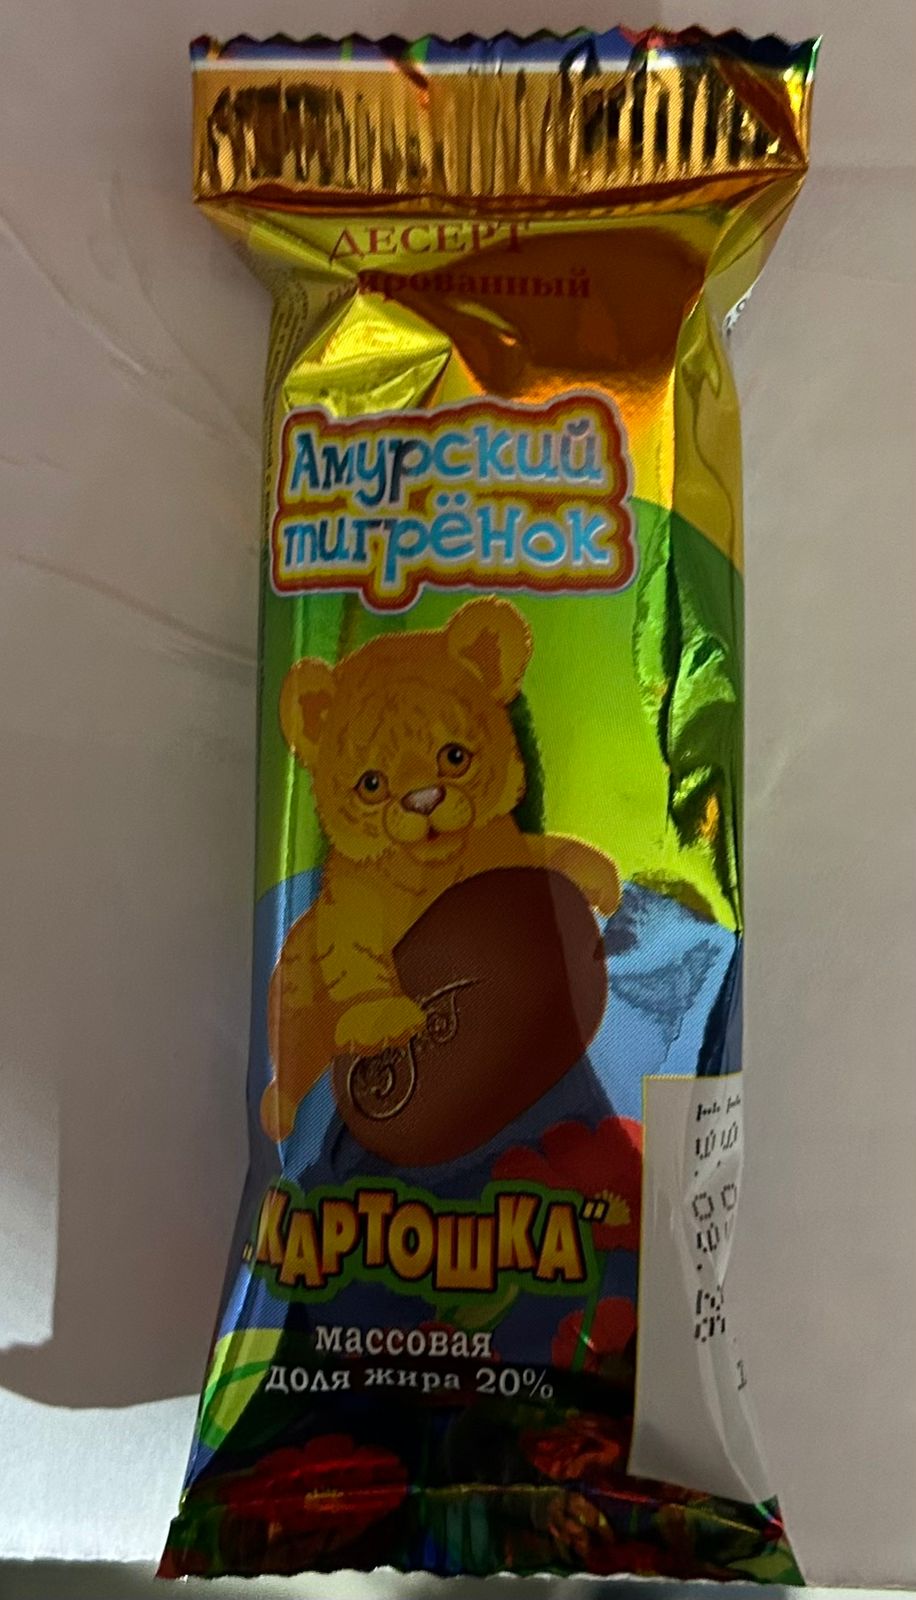 ДЕСЕРТ
Амурский
тигрёнок
"КАРТОШКА"
массовая
доля жира 20%